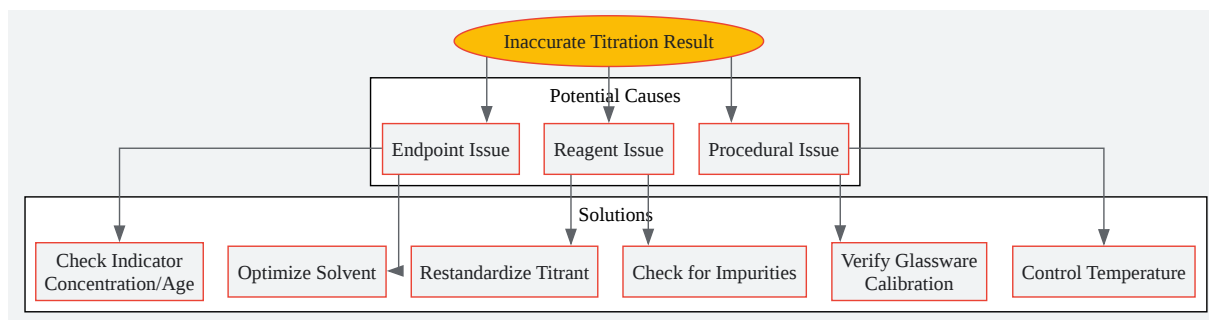 Inaccurate Titration Result
Potential Causes
Endpoint Issue
Reagent Issue
Procedural Issue
Solutions
Check Indicator
Concentration/Age
Optimize Solvent
Restandardize Titrant
Check for Impurities
Verify Glassware
Calibration
Control Temperature